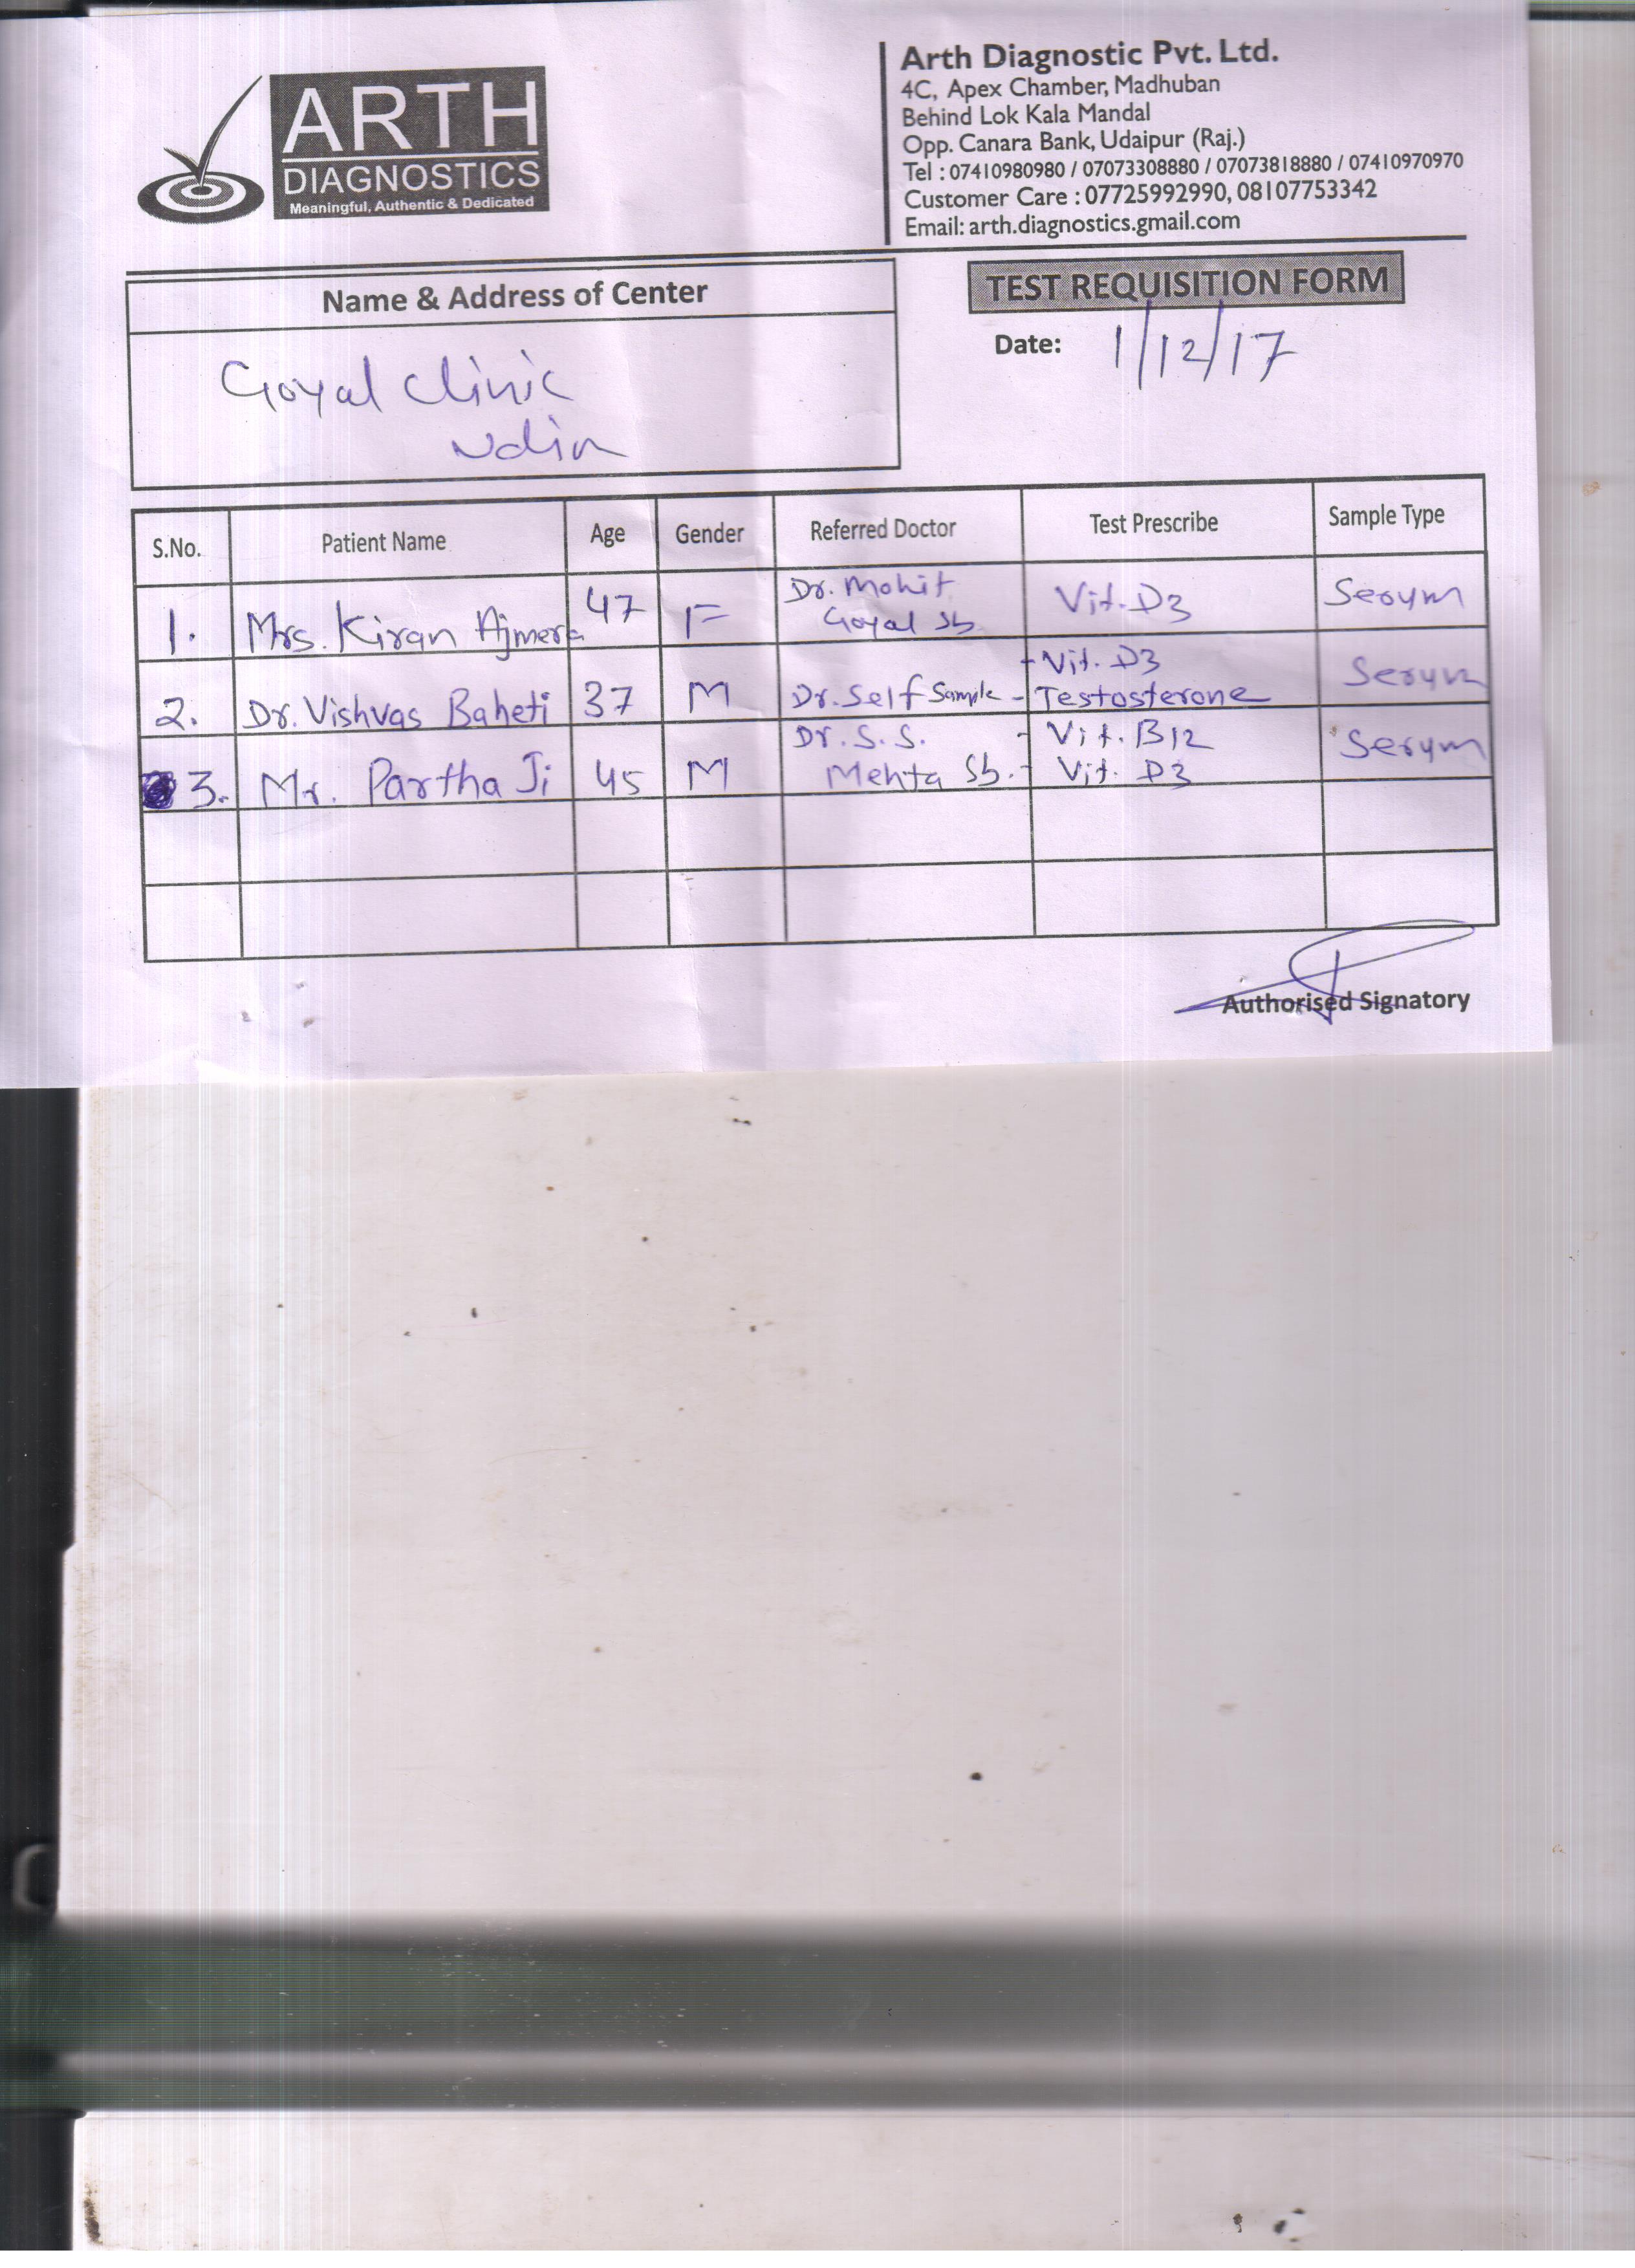 ARTH
DIAGNOSTICS
Meaningful, Authentic & Dedicated
Arth Diagnostic Pvt. Ltd.
4C, Apex Chamber, Madhuban
Behind Lok Kala Mandal
Opp. Canara Bank, Udaipur (Raj.)
Tel : 07410980980 / 07073308880 / 07073818880 / 07410970970
Customer Care : 07725992990, 08107753342
Email: arth.diagnostics.gmail.com
Name & Address of Center
TEST REQUISITION FORM
Date: 1/12/17
Goyal Clinic
S.No. Patient Name Age Gender Referred Doctor Test Prescribe Sample Type
1. Mrs. Kiran Ajmera 47 F Dr. Mohit Goyal Sb Vit. D3 Serum
2. Dr. Vishvas Baheti 37 M Dr. Self Sample - Vit. D3 - Testosterone Serum
3. Mr. Partha Ji 45 M Dr. S. S. Mehta Sb. - Vit. B12 - Vit. D3 Serum
Authorised Signatory